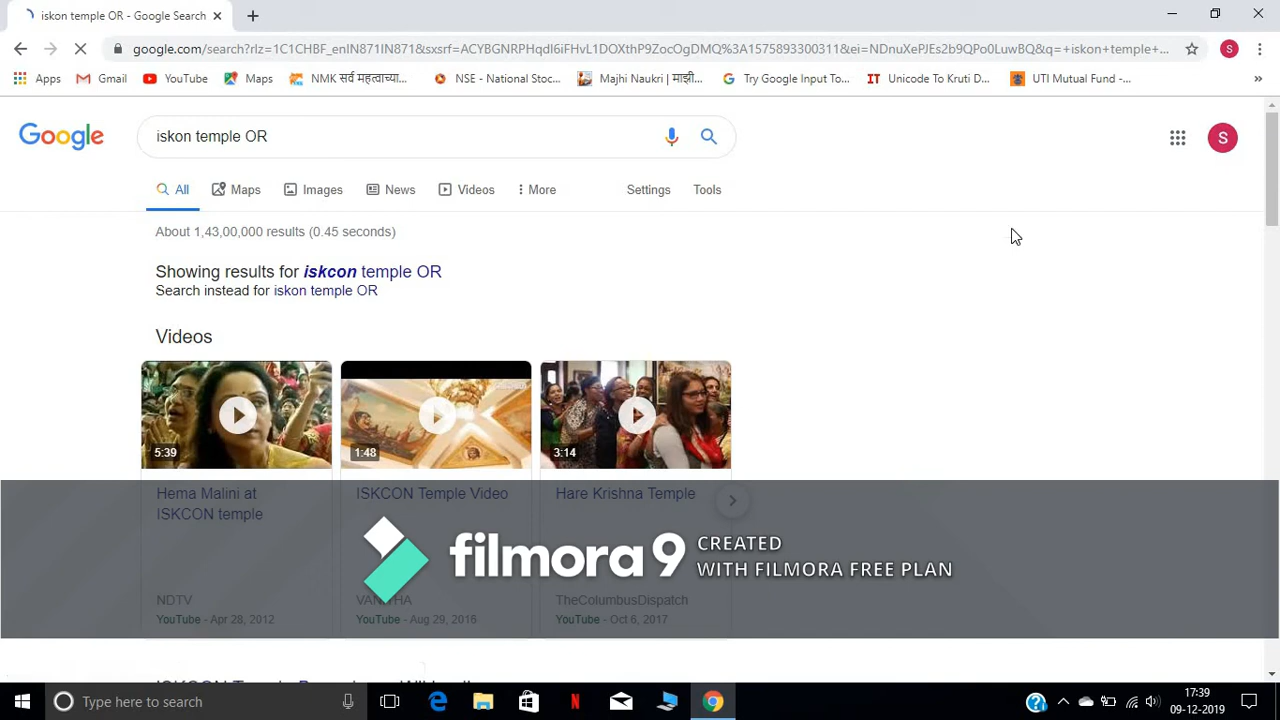 iskon temple OR - Google Search
google.com/search?rlz=1C1CHBF_enIN871IN871&sxsrf=ACYBGNRPHqdI6iFHvL1DOXthP9ZocOgDMQ%3A1575893300311&ei=NDnuXePJEs2b9QPo0LuwBQ&q=+iskon+temple+...
Apps Gmail YouTube Maps NMK सर्व महत्वाच्या... NSE - National Stoc... Majhi Naukri | माझी... Try Google Input To... IT Unicode To Kruti D... UTI Mutual Fund -... »
Google iskon temple OR S
All Maps Images News Videos More Settings Tools
About 1,43,00,000 results (0.45 seconds)
Showing results for iskcon temple OR
Search instead for iskon temple OR
Videos
5:39 1:48 3:14
Hema Malini at ISKCON Temple Video Hare Krishna Temple
ISKCON temple
filmora9 CREATED
WITH FILMORA FREE PLAN
NDTV TheColumbusDispatch
YouTube - Apr 28, 2012 YouTube - Aug 29, 2016 YouTube - Oct 6, 2017
Type here to search
17:39
09-12-2019